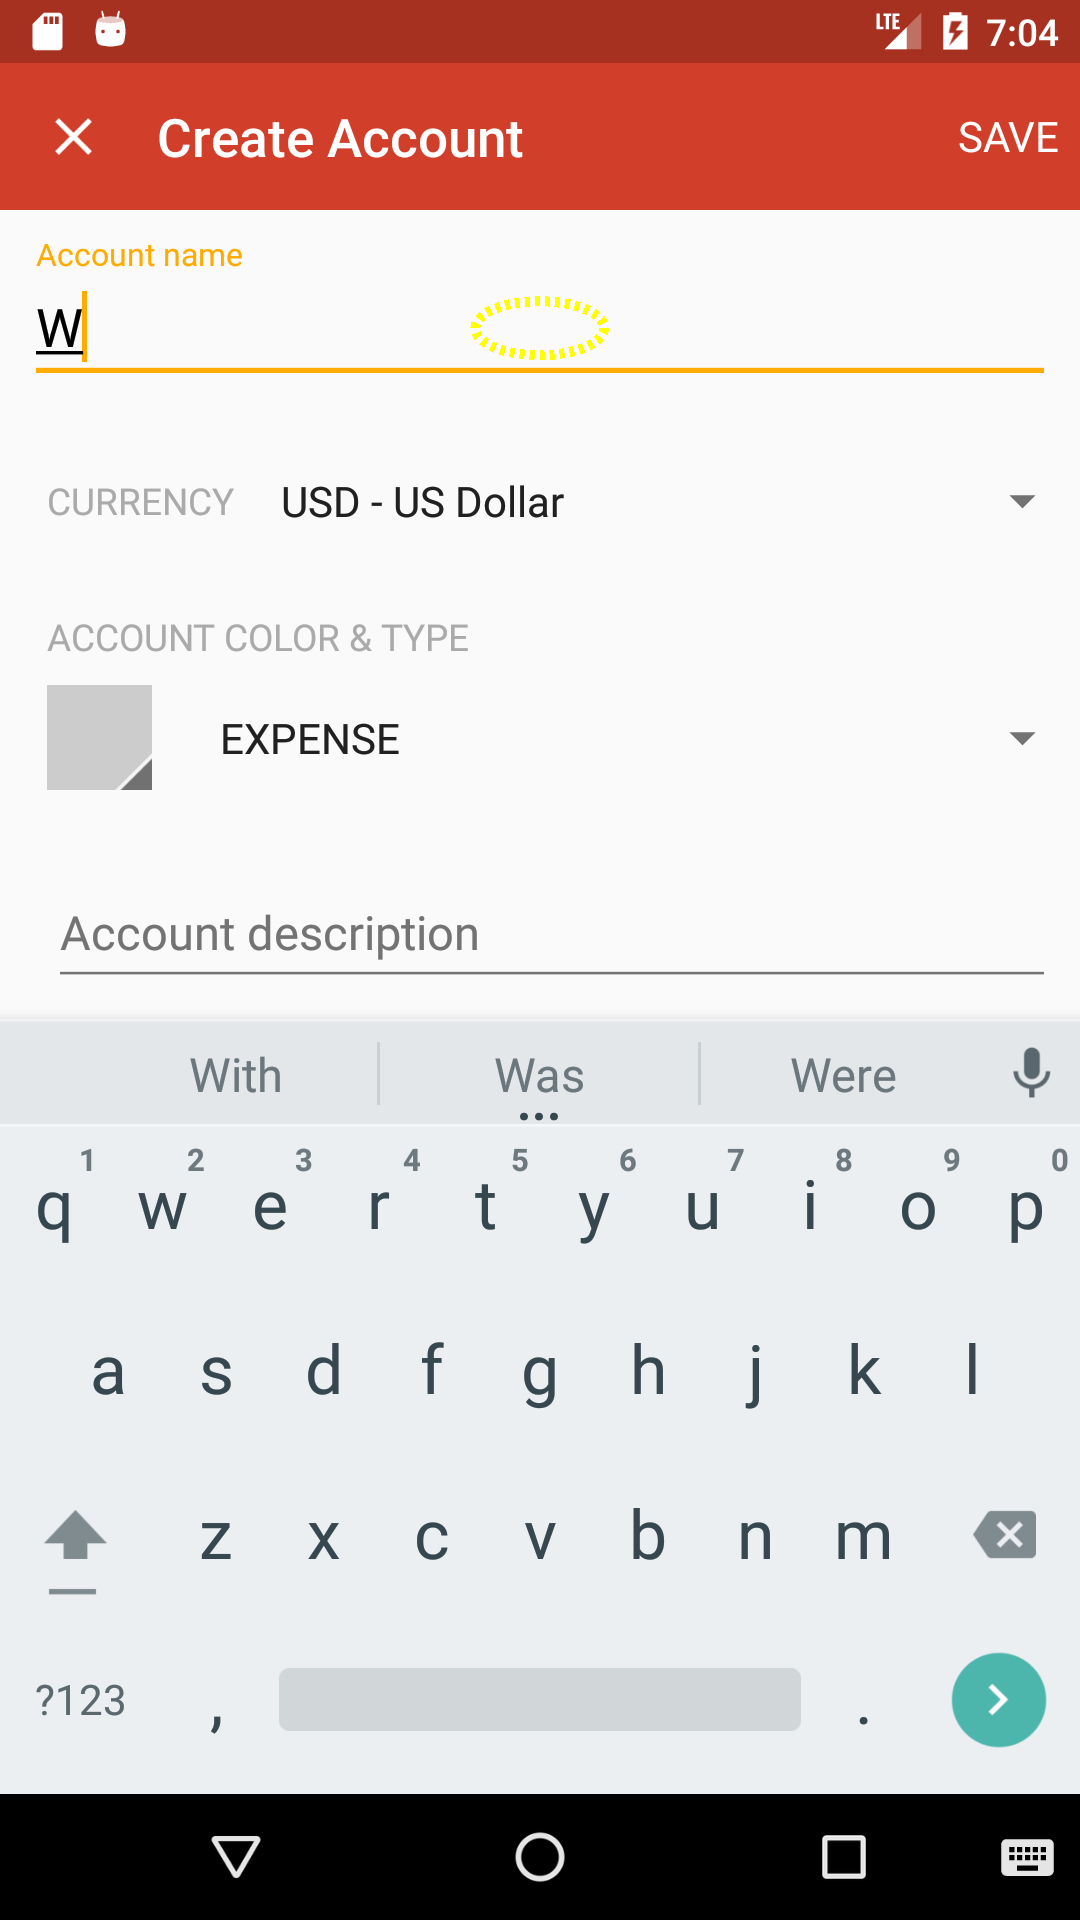 LTE 7:04
Create Account SAVE
Account name
W
CURRENCY USD - US Dollar
ACCOUNT COLOR & TYPE
EXPENSE
Account description
With Was Were
1 2 3 4 5 6 7 8 9 0
q w e r t y u i o p
a s d f g h j k l
z x c v b n m
?123 , .